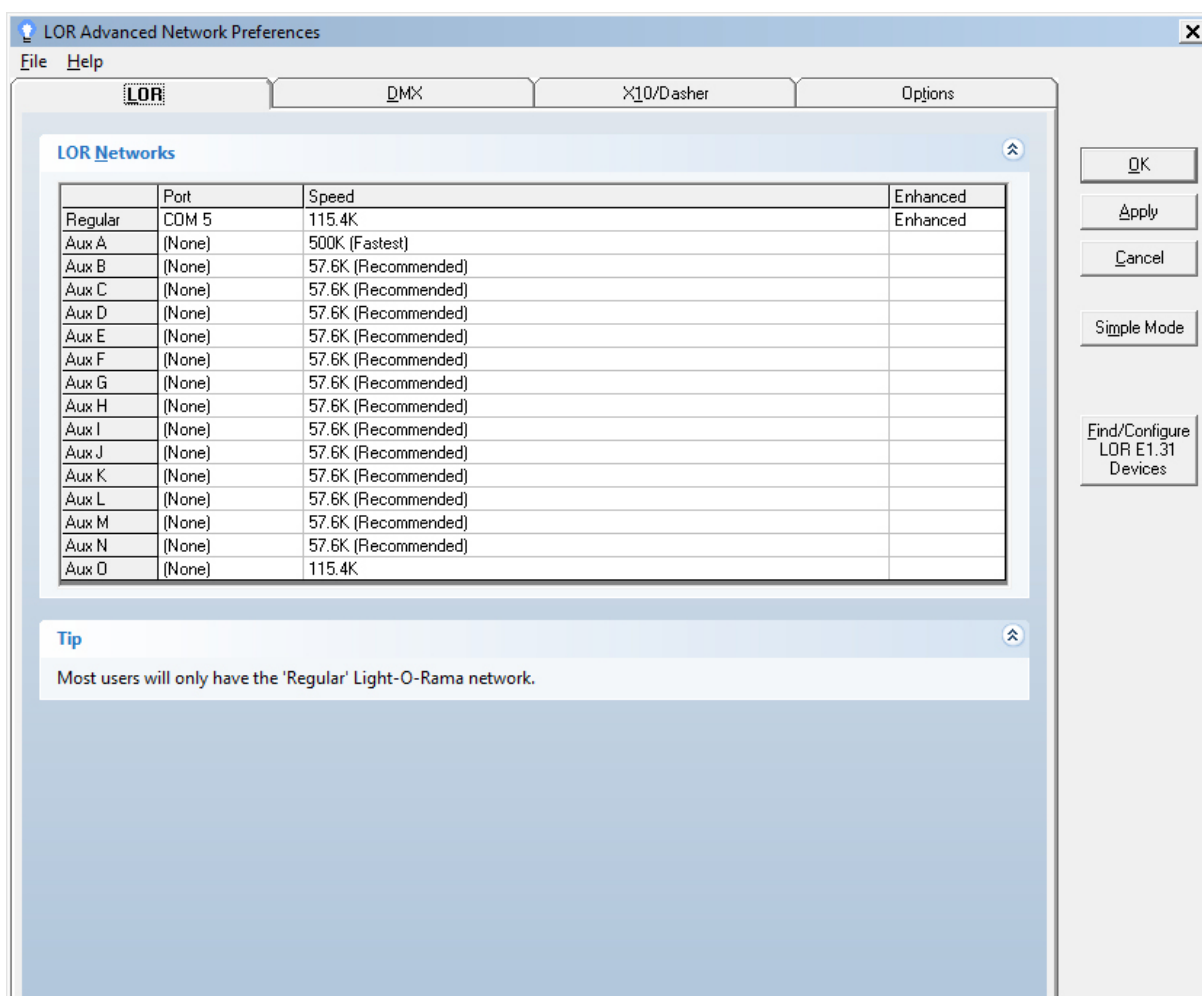 LOR Advanced Network Preferences
File Help
LOR DMX X10/Dasher Options
LOR Networks
Port Speed Enhanced
Regular COM 5 115.4K Enhanced
Aux A (None) 500K (Fastest)
Aux B (None) 57.6K (Recommended)
Aux C (None) 57.6K (Recommended)
Aux D (None) 57.6K (Recommended)
Aux E (None) 57.6K (Recommended)
Aux F (None) 57.6K (Recommended)
Aux G (None) 57.6K (Recommended)
Aux H (None) 57.6K (Recommended)
Aux I (None) 57.6K (Recommended)
Aux J (None) 57.6K (Recommended)
Aux K (None) 57.6K (Recommended)
Aux L (None) 57.6K (Recommended)
Aux M (None) 57.6K (Recommended)
Aux N (None) 57.6K (Recommended)
Aux O (None) 115.4K
Tip
Most users will only have the 'Regular' Light-O-Rama network.
OK
Apply
Cancel
Simple Mode
Find/Configure
LOR E1.31
Devices